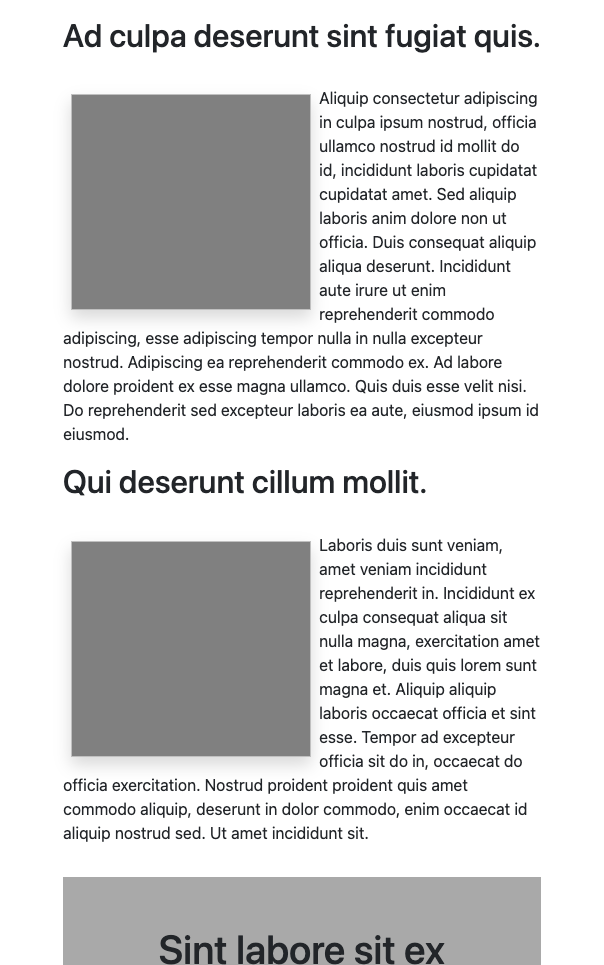 Ad culpa deserunt sint fugiat quis.
Aliquip consectetur adipiscing
in culpa ipsum nostrud, officia
ullamco nostrud id mollit do
id, incididunt laboris cupidatat
cupidatat amet. Sed aliquip
laboris anim dolore non ut
officia. Duis consequat aliquip
aliqua deserunt. Incididunt
aute irure ut enim
reprehenderit commodo
adipiscing, esse adipiscing tempor nulla in nulla excepteur
nostrud. Adipiscing ea reprehenderit commodo ex. Ad labore
dolore proident ex esse magna ullamco. Quis duis esse velit nisi.
Do reprehenderit sed excepteur laboris ea aute, eiusmod ipsum id
eiusmod.
Qui deserunt cillum mollit.
Laboris duis sunt veniam,
amet veniam incididunt
reprehenderit in. Incididunt ex
culpa consequat aliqua sit
nulla magna, exercitation amet
et labore, duis quis lorem sunt
magna et. Aliquip aliquip
laboris occaecat officia et sint
esse. Tempor ad excepteur
officia sit do in, occaecat do
officia exercitation. Nostrud proident proident quis amet
commodo aliquip, deserunt in dolor commodo, enim occaecat id
aliquip nostrud sed. Ut amet incididunt sit.
Sint labore sit ex